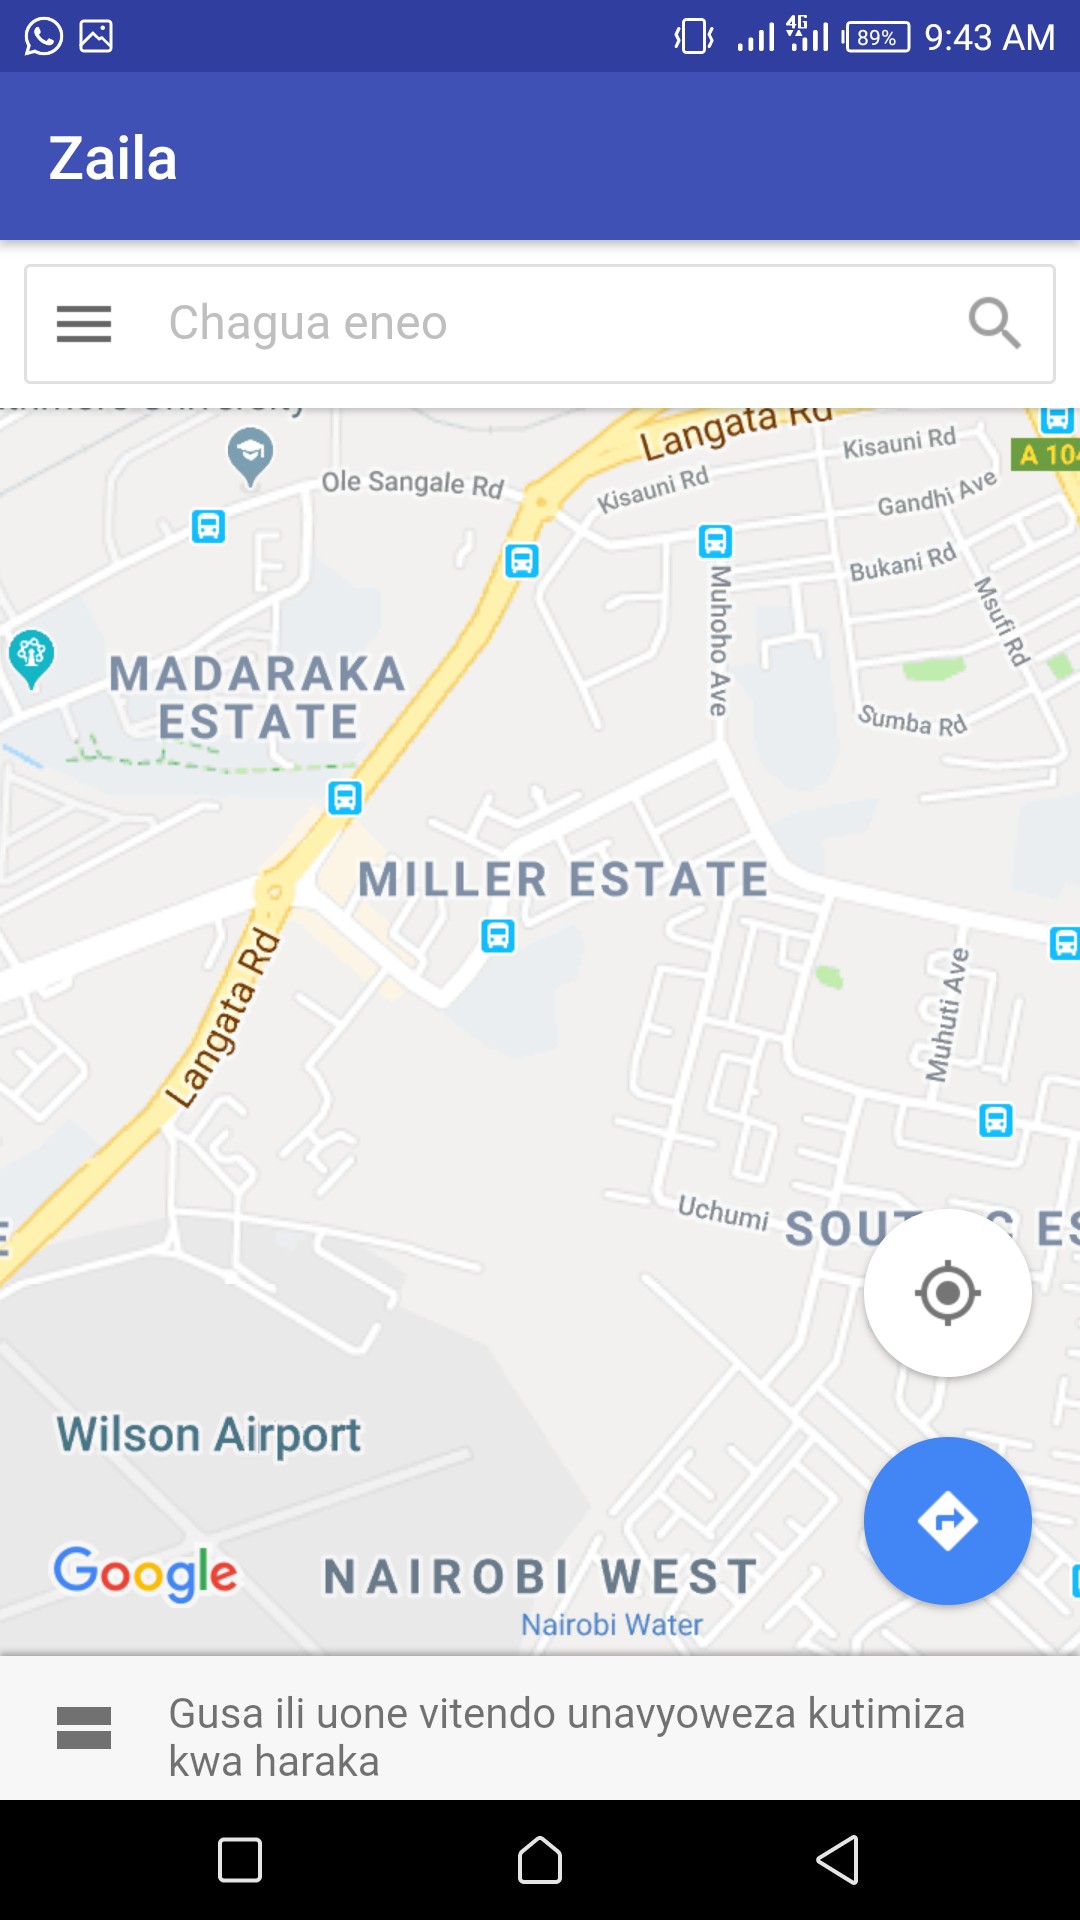 4G 89% 9:43 AM
Zaila
Chagua eneo
Langata Rd
Kisauni Rd
A 104
Ole Sangale Rd
Kisauni Rd
Gandhi Ave
Bukani Rd
Muhoho Ave
Msufi Rd
MADARAKA
ESTATE
Sumba Rd
MILLER ESTATE
Langata Rd
Muhuti Ave
Uchumi
Wilson Airport
Google
NAIROBI WEST
Nairobi Water
Gusa ili uone vitendo unavyoweza kutimiza
kwa haraka